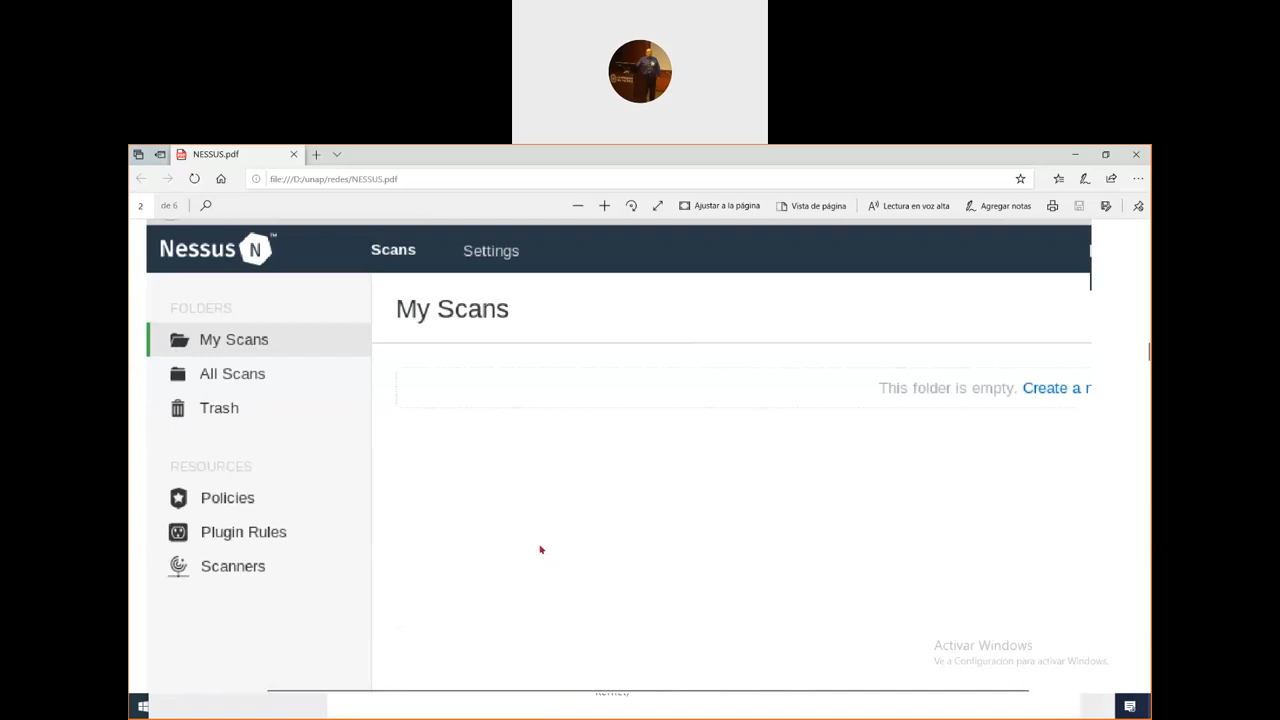 NESSUS.pdf
file:///D:/unap/redes/NESSUS.pdf
2 de 6
Ajustar a la página
Vista de página
Lectura en voz alta
Agregar notas
Nessus N ™
Scans
Settings
FOLDERS
My Scans
All Scans
Trash
RESOURCES
Policies
Plugin Rules
Scanners
My Scans
This folder is empty. Create a n
Activar Windows
Ve a Configuración para activar Windows.